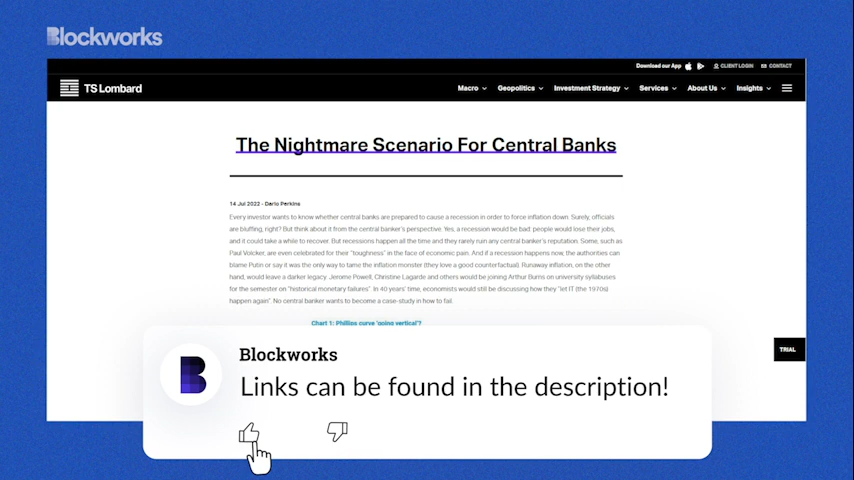 Blockworks
Download our App CLIENT LOGIN CONTACT
TS Lombard
Macro Geopolitics Investment Strategy Services About Us Insights
The Nightmare Scenario For Central Banks
14 Jul 2022 - Dario Perkins
Every investor wants to know whether central banks are prepared to cause a recession in order to force inflation down. Surely, officials
are bluffing, right? But think about it from the central banker's perspective. Yes, a recession would be bad: people would lose their jobs,
and it could take a while to recover. But recessions happen all the time and they rarely ruin any central banker's reputation. Some, such as
Paul Volcker, are even celebrated for their "toughness" in the face of economic pain. And if a recession happens now, the authorities can
blame Putin or say it was the only way to tame the inflation monster (they love a good counterfactual). Runaway inflation, on the other
hand, would leave a darker legacy. Jerome Powell, Christine Lagarde and others would be joining Arthur Burns on university syllabuses
for the semester on "historical monetary failures". In 40 years' time, economists would still be discussing how they "let IT (the 1970s)
happen again". No central banker wants to become a case-study in how to fail.
Chart 1: Phillips curve 'going vertical'?
TRIAL
Blockworks
Links can be found in the description!